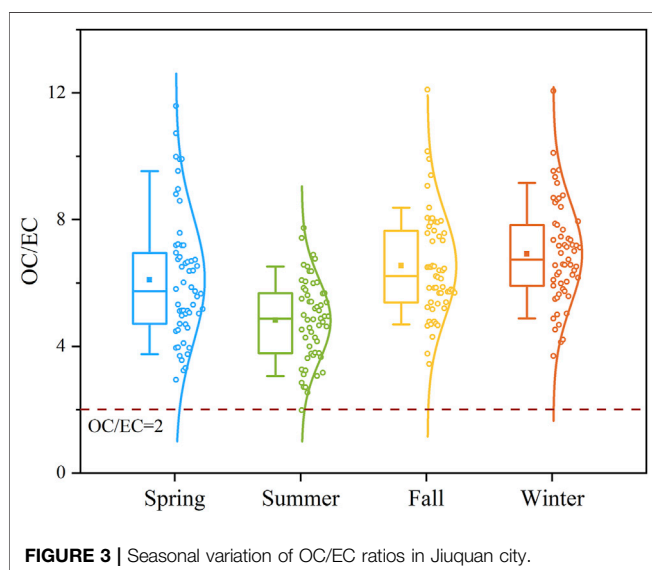 12
8
4
0
OC/EC
OC/EC=2
Spring Summer Fall Winter
FIGURE 3 | Seasonal variation of OC/EC ratios in Jiuquan city.